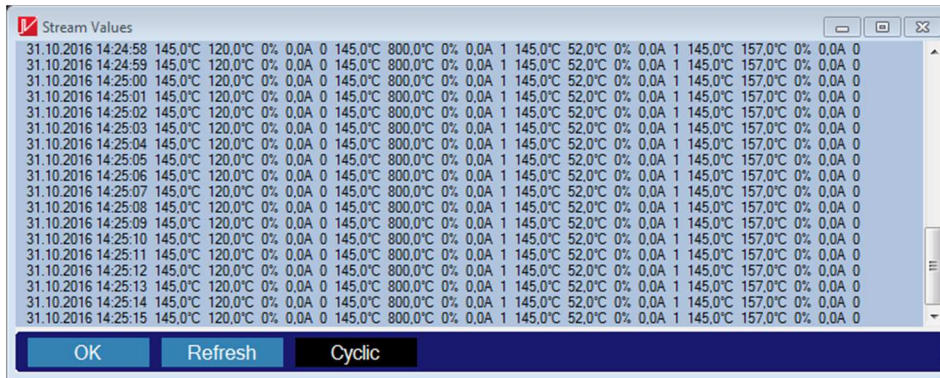 Stream Values
31.10.2016 14:24:58 145,0°C 120,0°C 0% 0,0A 0 145,0°C 800,0°C 0% 0,0A 1 145,0°C 52,0°C 0% 0,0A 1 145,0°C 157,0°C 0% 0,0A 0
31.10.2016 14:24:59 145,0°C 120,0°C 0% 0,0A 0 145,0°C 800,0°C 0% 0,0A 1 145,0°C 52,0°C 0% 0,0A 1 145,0°C 157,0°C 0% 0,0A 0
31.10.2016 14:25:00 145,0°C 120,0°C 0% 0,0A 0 145,0°C 800,0°C 0% 0,0A 1 145,0°C 52,0°C 0% 0,0A 1 145,0°C 157,0°C 0% 0,0A 0
31.10.2016 14:25:01 145,0°C 120,0°C 0% 0,0A 0 145,0°C 800,0°C 0% 0,0A 1 145,0°C 52,0°C 0% 0,0A 1 145,0°C 157,0°C 0% 0,0A 0
31.10.2016 14:25:02 145,0°C 120,0°C 0% 0,0A 0 145,0°C 800,0°C 0% 0,0A 1 145,0°C 52,0°C 0% 0,0A 1 145,0°C 157,0°C 0% 0,0A 0
31.10.2016 14:25:03 145,0°C 120,0°C 0% 0,0A 0 145,0°C 800,0°C 0% 0,0A 1 145,0°C 52,0°C 0% 0,0A 1 145,0°C 157,0°C 0% 0,0A 0
31.10.2016 14:25:04 145,0°C 120,0°C 0% 0,0A 0 145,0°C 800,0°C 0% 0,0A 1 145,0°C 52,0°C 0% 0,0A 1 145,0°C 157,0°C 0% 0,0A 0
31.10.2016 14:25:05 145,0°C 120,0°C 0% 0,0A 0 145,0°C 800,0°C 0% 0,0A 1 145,0°C 52,0°C 0% 0,0A 1 145,0°C 157,0°C 0% 0,0A 0
31.10.2016 14:25:06 145,0°C 120,0°C 0% 0,0A 0 145,0°C 800,0°C 0% 0,0A 1 145,0°C 52,0°C 0% 0,0A 1 145,0°C 157,0°C 0% 0,0A 0
31.10.2016 14:25:07 145,0°C 120,0°C 0% 0,0A 0 145,0°C 800,0°C 0% 0,0A 1 145,0°C 52,0°C 0% 0,0A 1 145,0°C 157,0°C 0% 0,0A 0
31.10.2016 14:25:08 145,0°C 120,0°C 0% 0,0A 0 145,0°C 800,0°C 0% 0,0A 1 145,0°C 52,0°C 0% 0,0A 1 145,0°C 157,0°C 0% 0,0A 0
31.10.2016 14:25:09 145,0°C 120,0°C 0% 0,0A 0 145,0°C 800,0°C 0% 0,0A 1 145,0°C 52,0°C 0% 0,0A 1 145,0°C 157,0°C 0% 0,0A 0
31.10.2016 14:25:10 145,0°C 120,0°C 0% 0,0A 0 145,0°C 800,0°C 0% 0,0A 1 145,0°C 52,0°C 0% 0,0A 1 145,0°C 157,0°C 0% 0,0A 0
31.10.2016 14:25:11 145,0°C 120,0°C 0% 0,0A 0 145,0°C 800,0°C 0% 0,0A 1 145,0°C 52,0°C 0% 0,0A 1 145,0°C 157,0°C 0% 0,0A 0
31.10.2016 14:25:12 145,0°C 120,0°C 0% 0,0A 0 145,0°C 800,0°C 0% 0,0A 1 145,0°C 52,0°C 0% 0,0A 1 145,0°C 157,0°C 0% 0,0A 0
31.10.2016 14:25:13 145,0°C 120,0°C 0% 0,0A 0 145,0°C 800,0°C 0% 0,0A 1 145,0°C 52,0°C 0% 0,0A 1 145,0°C 157,0°C 0% 0,0A 0
31.10.2016 14:25:14 145,0°C 120,0°C 0% 0,0A 0 145,0°C 800,0°C 0% 0,0A 1 145,0°C 52,0°C 0% 0,0A 1 145,0°C 157,0°C 0% 0,0A 0
31.10.2016 14:25:15 145,0°C 120,0°C 0% 0,0A 0 145,0°C 800,0°C 0% 0,0A 1 145,0°C 52,0°C 0% 0,0A 1 145,0°C 157,0°C 0% 0,0A 0
OK Refresh Cyclic